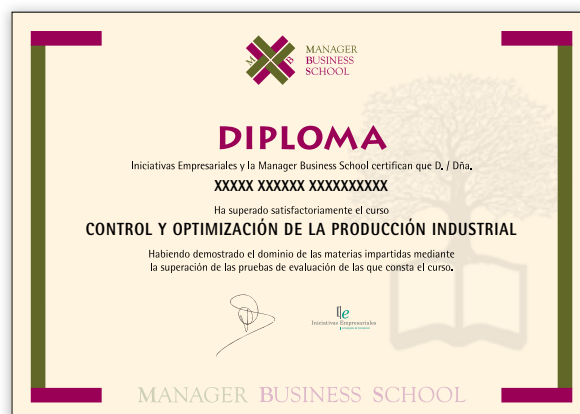 M B
MANAGER
BUSINESS
SCHOOL
DIPLOMA
Iniciativas Empresariales y la Manager Business School certifican que D. / Dña.
XXXXX XXXXXX XXXXXXXXXX
Ha superado satisfactoriamente el curso
CONTROL Y OPTIMIZACIÓN DE LA PRODUCCIÓN INDUSTRIAL
Habiendo demostrado el dominio de las materias impartidas mediante
la superación de las pruebas de evaluación de las que consta el curso.
Iniciativas Empresariales
MANAGER BUSINESS SCHOOL